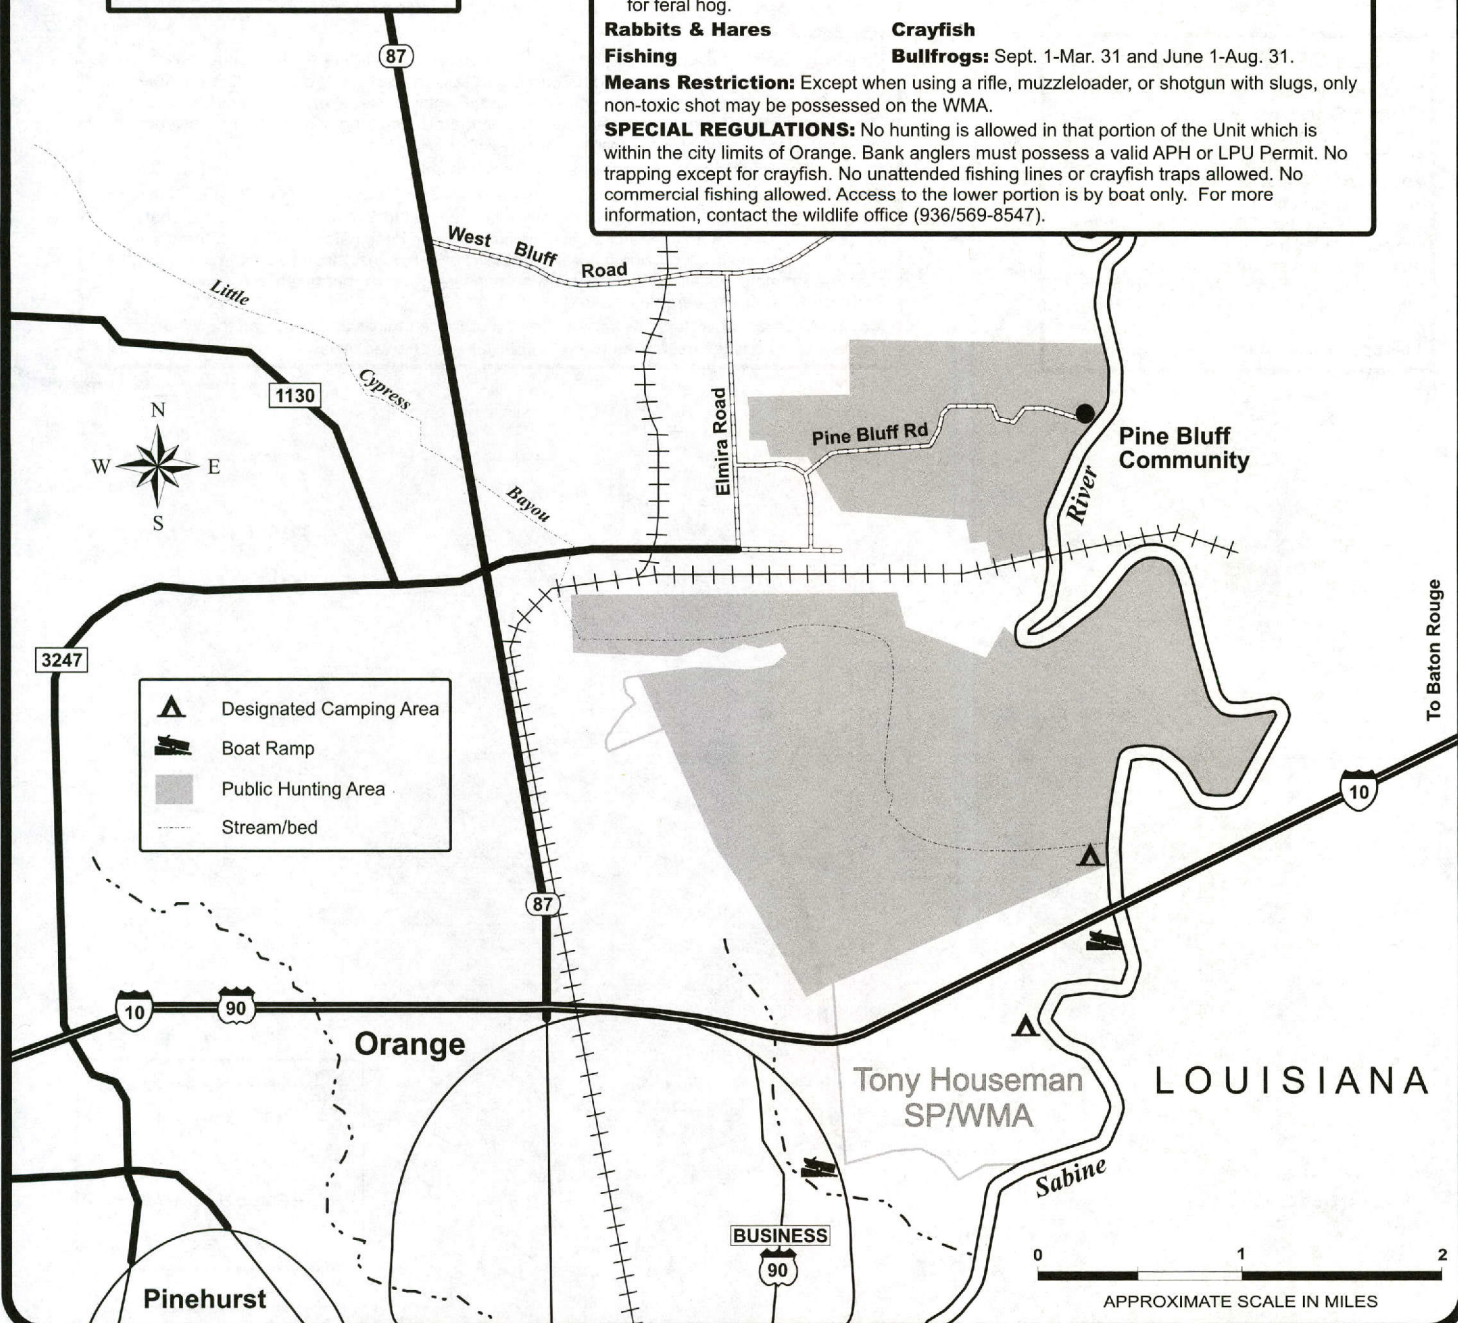 for feral hog.
Rabbits & Hares
Crayfish
Fishing
Bullfrogs: Sept. 1-Mar. 31 and June 1-Aug. 31.
Means Restriction: Except when using a rifle, muzzleloader, or shotgun with slugs, only
non-toxic shot may be possessed on the WMA.
SPECIAL REGULATIONS: No hunting is allowed in that portion of the Unit which is
within the city limits of Orange. Bank anglers must possess a valid APH or LPU Permit. No
trapping except for crayfish. No unattended fishing lines or crayfish traps allowed. No
commercial fishing allowed. Access to the lower portion is by boat only. For more
information, contact the wildlife office (936/569-8547).
87
West Bluff Road
Little Cypress Bayou
1130
N
W
E
S
Elmira Road
Pine Bluff Rd
Pine Bluff
Community
River
To Baton Rouge
3247
Designated Camping Area
Boat Ramp
Public Hunting Area
Stream/bed
10
87
10
90
Orange
Tony Houseman
SP/WMA
LOUISIANA
Sabine
BUSINESS
90
Pinehurst
0
1
2
APPROXIMATE SCALE IN MILES